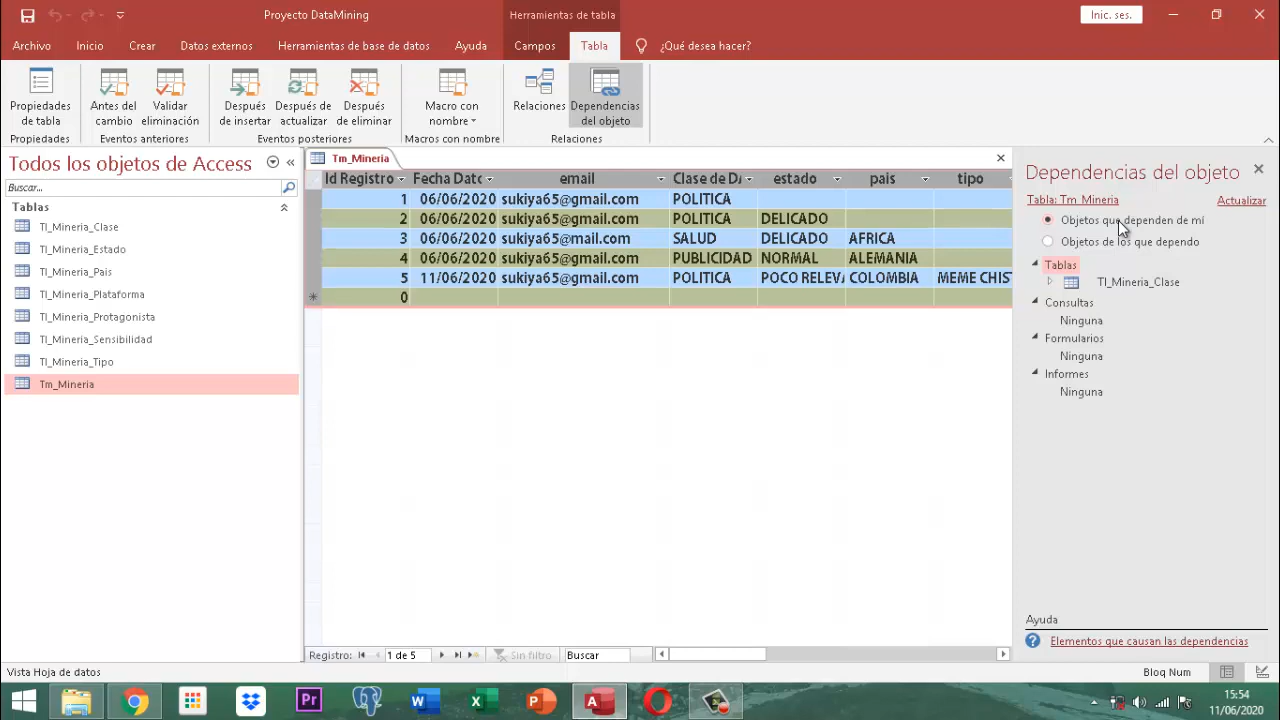 Proyecto DataMining
Herramientas de tabla
Inic. ses.
Archivo
Inicio
Crear
Datos externos
Herramientas de base de datos
Ayuda
Campos
Tabla
¿Qué desea hacer?
Propiedades
de tabla
Antes del
cambio
Validar
eliminación
Después
de insertar
Después de
actualizar
Después
de eliminar
Macro con
nombre
Relaciones
Dependencias
del objeto
Propiedades
Eventos anteriores
Eventos posteriores
Macros con nombre
Relaciones
Todos los objetos de Access
Buscar...
Tablas
Tl_Mineria_Clase
Tl_Mineria_Estado
Tl_Mineria_Pais
Tl_Mineria_Plataforma
Tl_Mineria_Protagonista
Tl_Mineria_Sensibilidad
Tl_Mineria_Tipo
Tm_Mineria
Tm_Mineria
Id Registro Fecha Datc email Clase de Da estado pais tipo
1 06/06/2020 sukiya65@gmail.com POLITICA
2 06/06/2020 sukiya65@gmail.com POLITICA DELICADO
3 06/06/2020 sukiya65@mail.com SALUD DELICADO AFRICA
4 06/06/2020 sukiya65@gmail.com PUBLICIDAD NORMAL ALEMANIA
5 11/06/2020 sukiya65@gmail.com POLITICA POCO RELEVA COLOMBIA MEME CHIS
0
Registro: 1 de 5 Sin filtro Buscar
Dependencias del objeto
Tabla: Tm_Mineria
Actualizar
Objetos que dependen de mí
Objetos de los que dependo
Tablas
Tl_Mineria_Clase
Consultas
Ninguna
Formularios
Ninguna
Informes
Ninguna
Ayuda
Elementos que causan las dependencias
Vista Hoja de datos
Bloq Num
15:54
11/06/2020